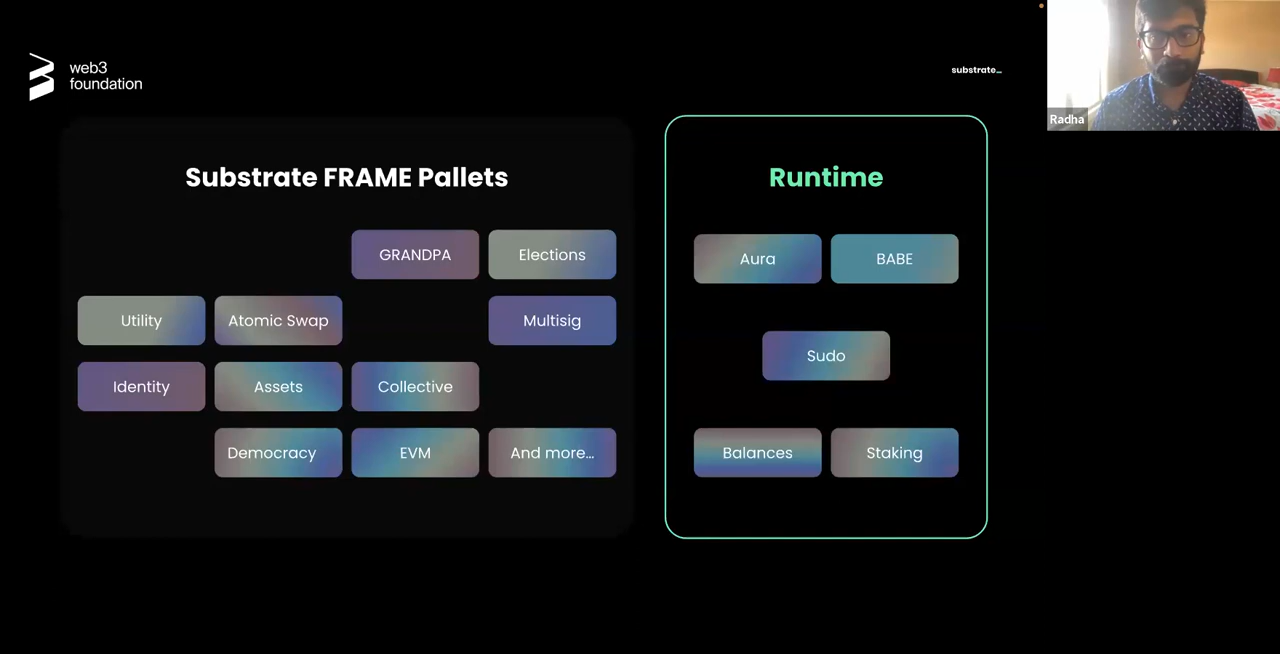 web3
foundation
substrate_
Radha
Substrate FRAME Pallets
GRANDPA
Elections
Utility
Atomic Swap
Multisig
Identity
Assets
Collective
Democracy
EVM
And more...
Runtime
Aura
BABE
Sudo
Balances
Staking